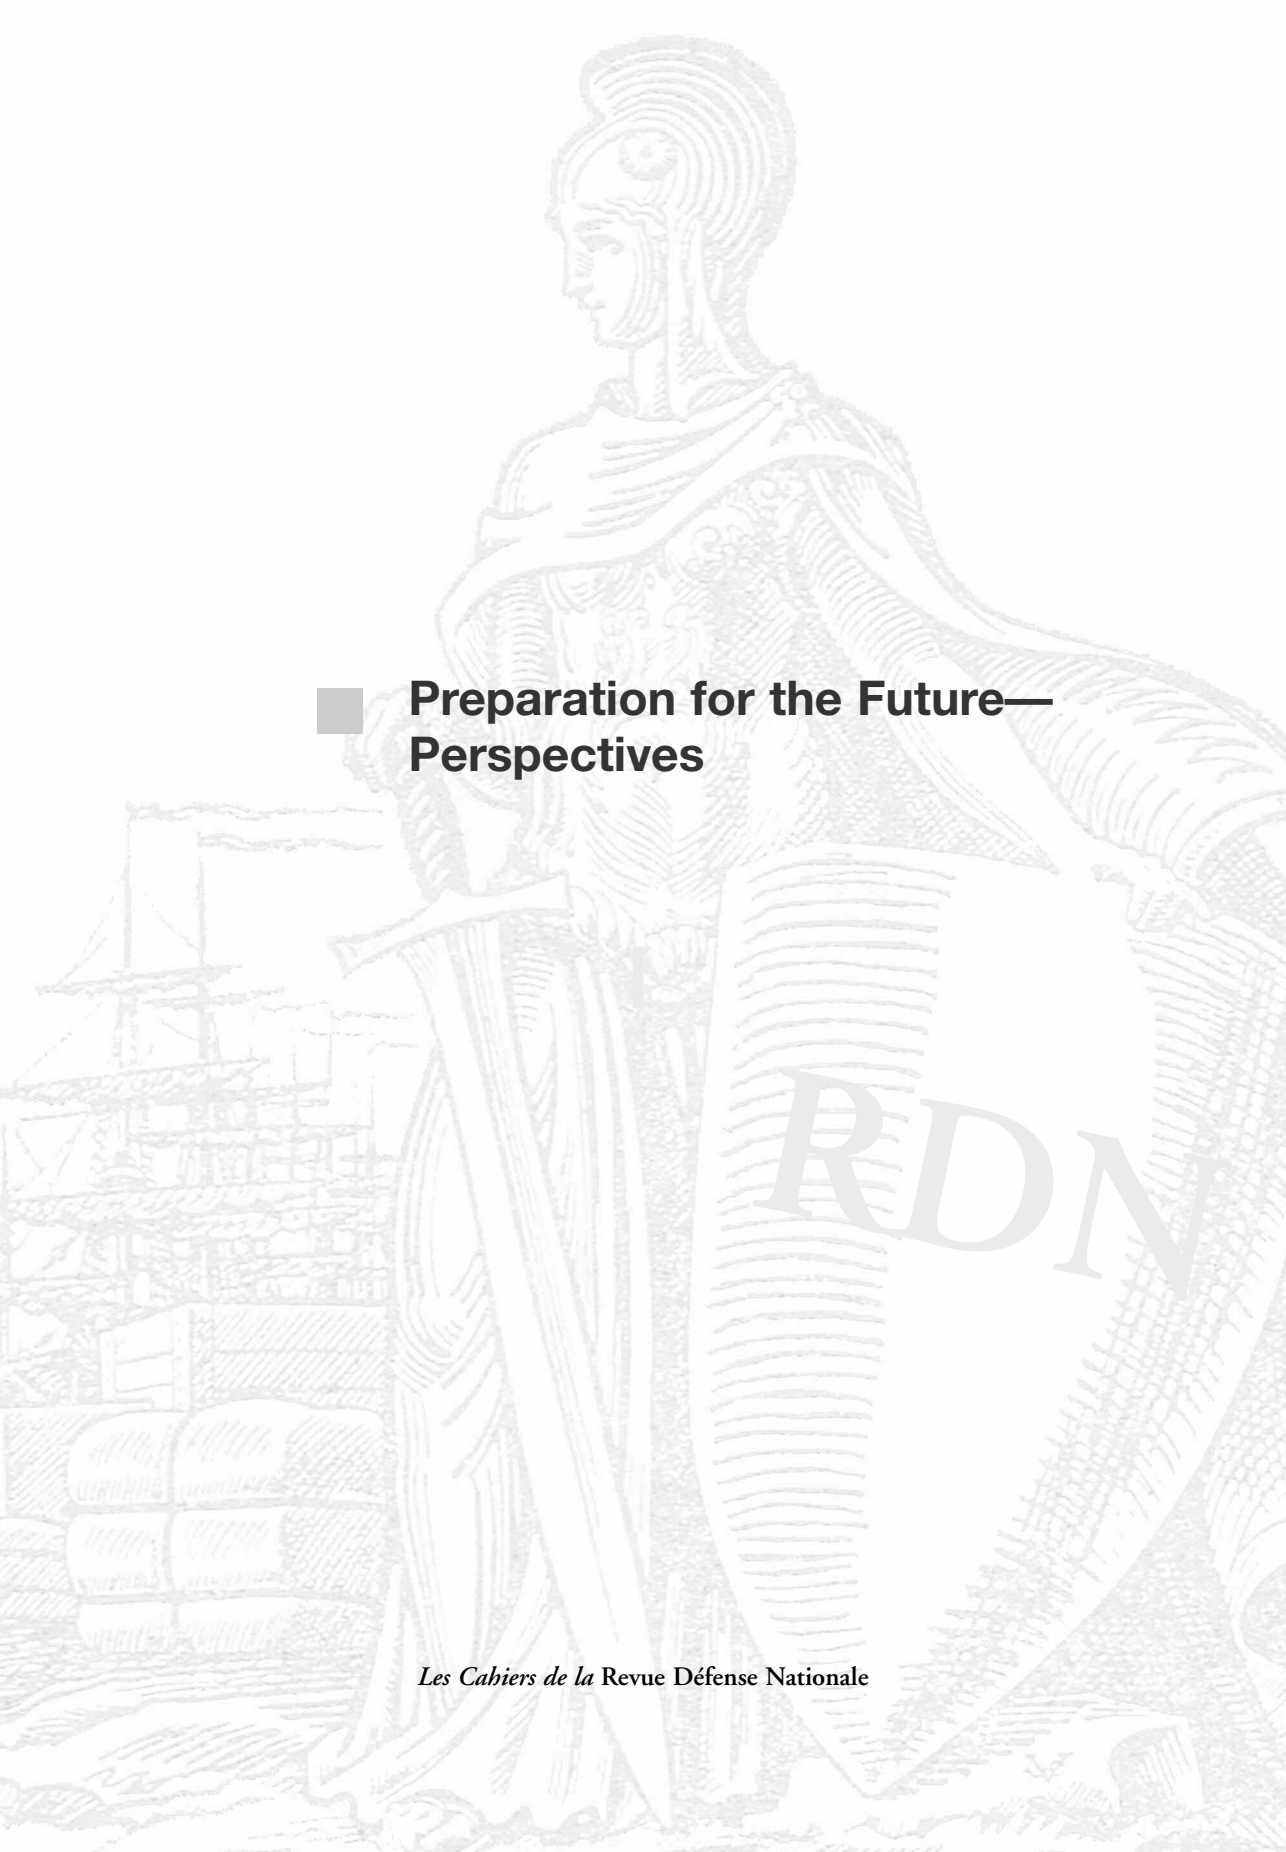 Preparation for the Future—
Perspectives
RDN
Les Cahiers de la Revue Défense Nationale